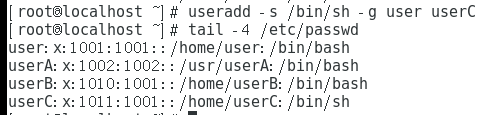 [root@localhost ~]# useradd -s /bin/sh -g user userC
[root@localhost ~]# tail -4 /etc/passwd
user:x:1001:1001::/home/user:/bin/bash
userA:x:1002:1002::/usr/userA:/bin/bash
userB:x:1010:1001::/home/userB:/bin/bash
userC:x:1011:1001::/home/userC:/bin/sh
[root@localhost ~]#